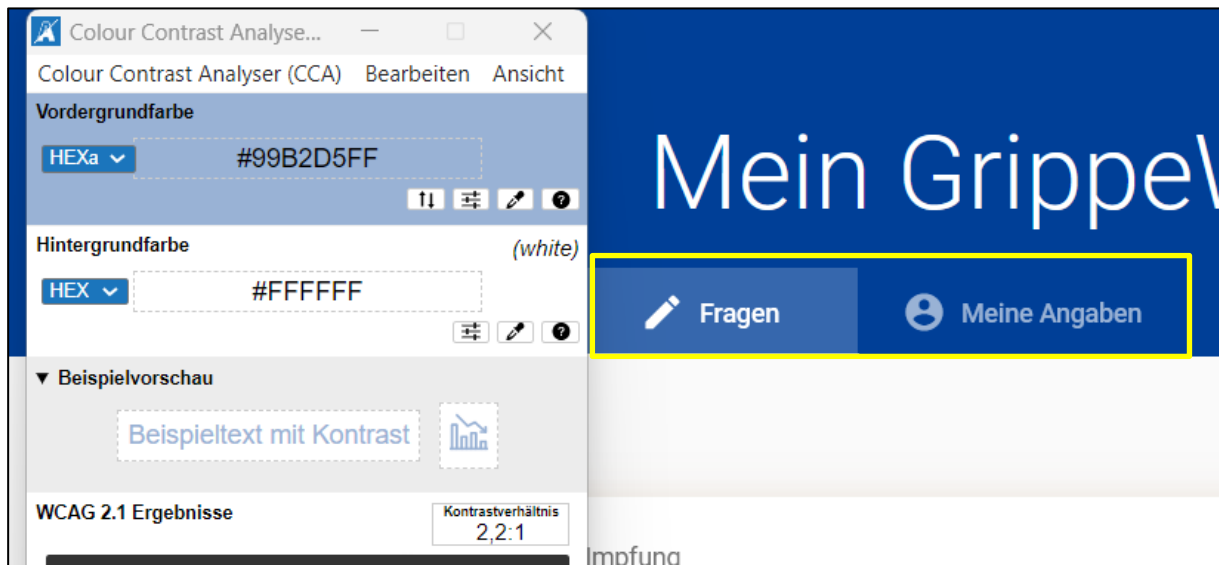 Colour Contrast Analyse...
Colour Contrast Analyser (CCA) Bearbeiten Ansicht
Vordergrundfarbe
HEXa #99B2D5FF
Hintergrundfarbe (white)
HEX #FFFFFF
▼ Beispielvorschau
Beispieltext mit Kontrast
WCAG 2.1 Ergebnisse
Kontrastverhältnis
2,2:1
Mein Grippe
Fragen Meine Angaben
Impfung